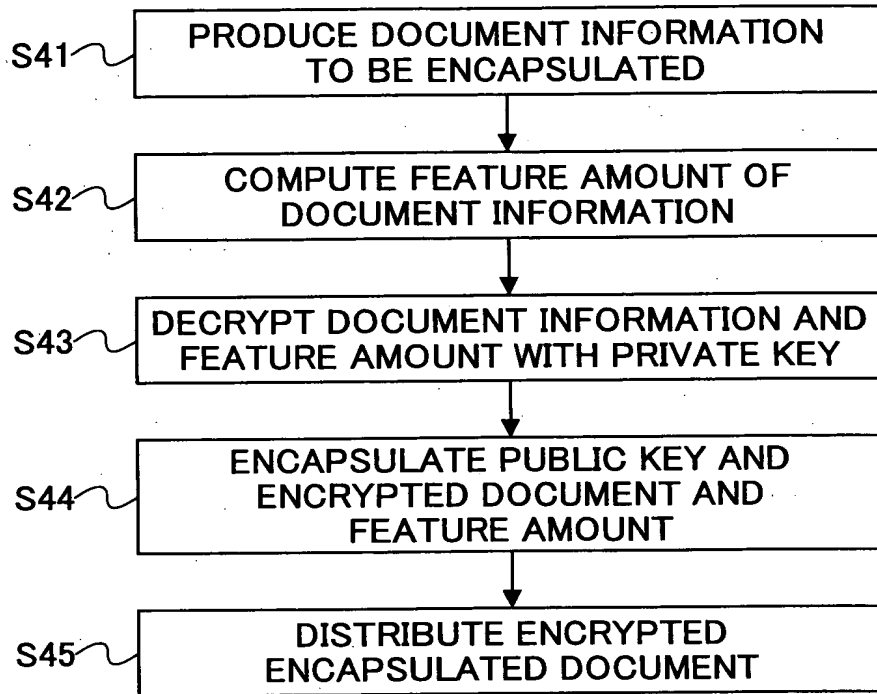 S41
PRODUCE DOCUMENT INFORMATION
TO BE ENCAPSULATED
S42
COMPUTE FEATURE AMOUNT OF
DOCUMENT INFORMATION
S43
DECRYPT DOCUMENT INFORMATION AND
FEATURE AMOUNT WITH PRIVATE KEY
S44
ENCAPSULATE PUBLIC KEY AND
ENCRYPTED DOCUMENT AND
FEATURE AMOUNT
S45
DISTRIBUTE ENCRYPTED
ENCAPSULATED DOCUMENT